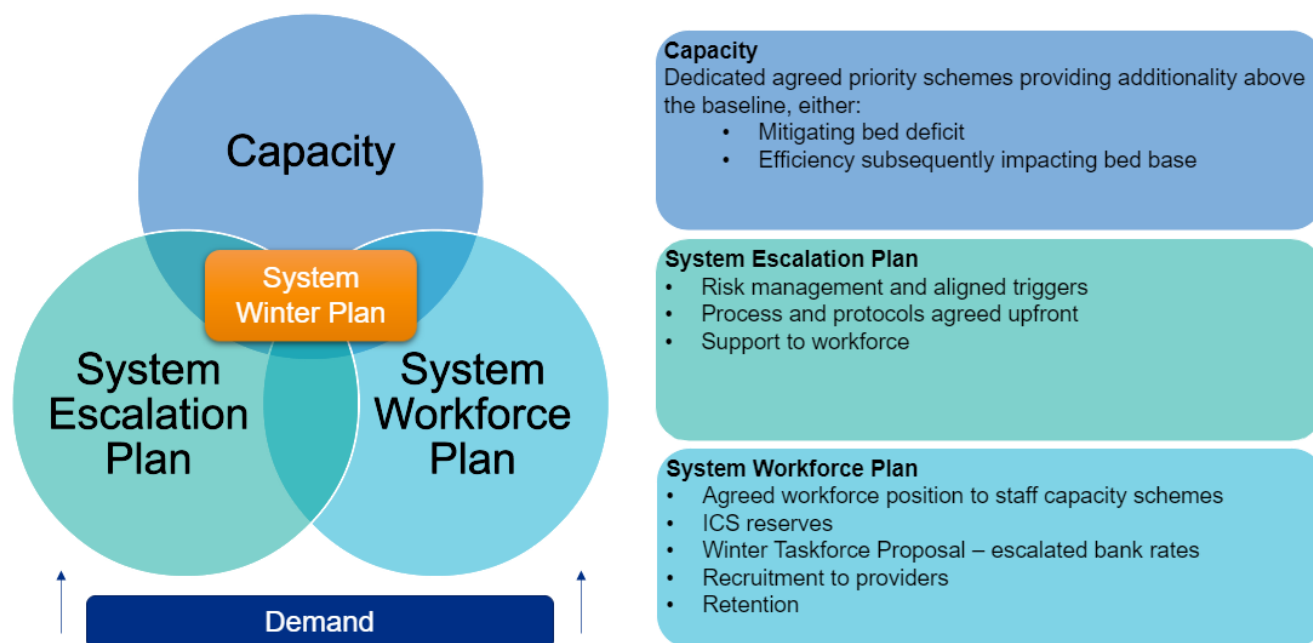 Capacity
System
Winter Plan
System
Escalation
Plan
System
Workforce
Plan
Demand
Capacity
Dedicated agreed priority schemes providing additionality above
the baseline, either:
• Mitigating bed deficit
• Efficiency subsequently impacting bed base
System Escalation Plan
• Risk management and aligned triggers
• Process and protocols agreed upfront
• Support to workforce
System Workforce Plan
• Agreed workforce position to staff capacity schemes
• ICS reserves
• Winter Taskforce Proposal – escalated bank rates
• Recruitment to providers
• Retention